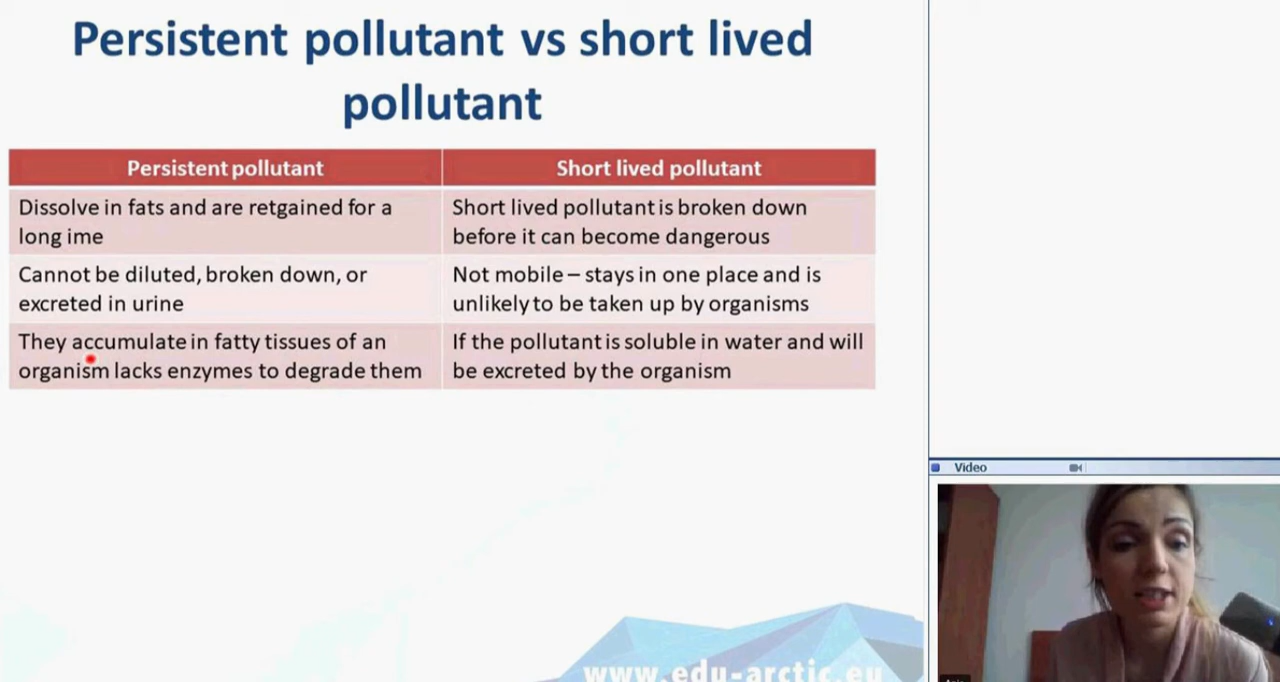 Persistent pollutant vs short lived
pollutant
Persistent pollutant
Short lived pollutant
Dissolve in fats and are retgained for a
long ime
Short lived pollutant is broken down
before it can become dangerous
Cannot be diluted, broken down, or
excreted in urine
Not mobile – stays in one place and is
unlikely to be taken up by organisms
They accumulate in fatty tissues of an
organism lacks enzymes to degrade them
If the pollutant is soluble in water and will
be excreted by the organism
www.edu-arctic.eu
Video